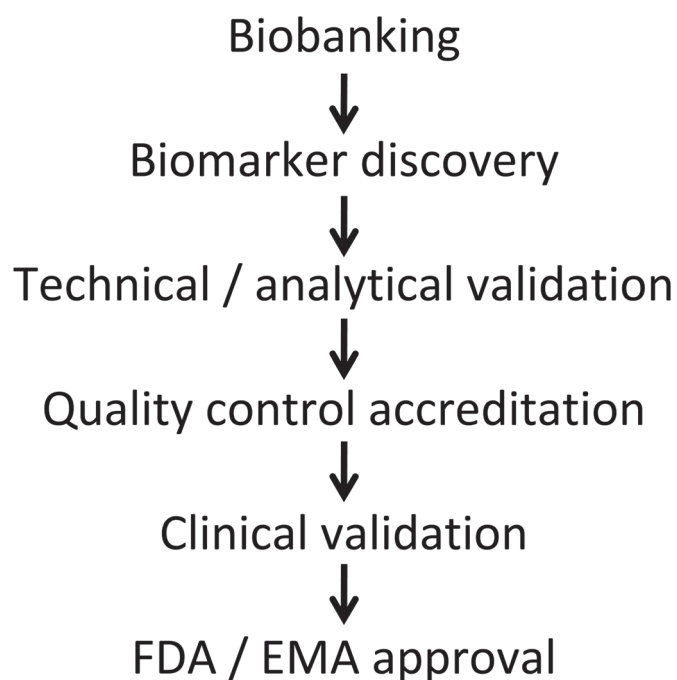 Biobanking
Biomarker discovery
Technical / analytical validation
Quality control accreditation
Clinical validation
FDA / EMA approval